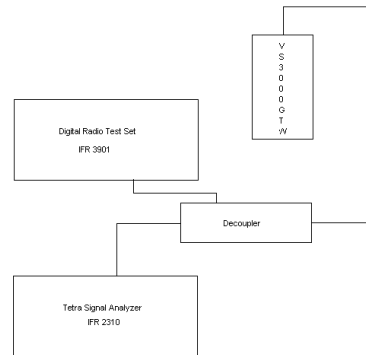 V
S
3
0
0
0
G
T
W
Digital Radio Test Set
IFR 3901
Decoupler
Tetra Signal Analyzer
IFR 2310